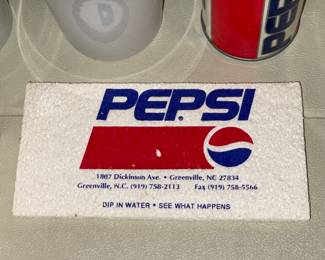 PEPSI
PEPSI®
1807 Dickinson Ave. • Greenville, NC 27834
Greenville, N.C. (919) 758-2113 Fax (919) 758-5566
DIP IN WATER • SEE WHAT HAPPENS